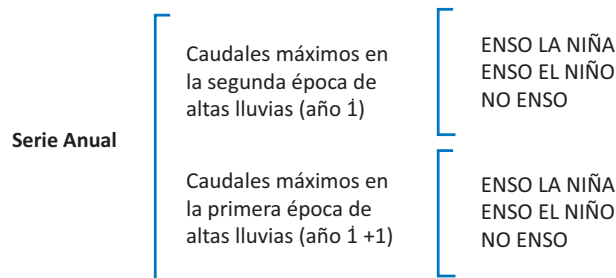 Serie Anual
Caudales máximos en
la segunda época de
altas lluvias (año i̇)
ENSO LA NIÑA
ENSO EL NIÑO
NO ENSO
Caudales máximos en
la primera época de
altas lluvias (año i̇ +1)
ENSO LA NIÑA
ENSO EL NIÑO
NO ENSO